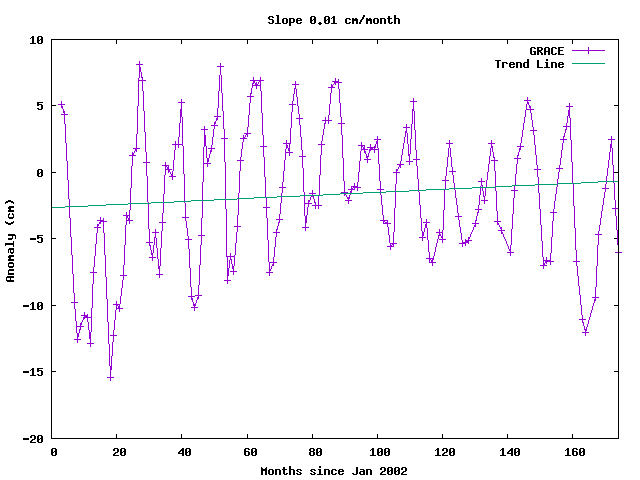 Slope 0.01 cm/month
GRACE
Trend Line
10
5
0
-5
-10
-15
-20
Anomaly (cm)
0 20 40 60 80 100 120 140 160
Months since Jan 2002